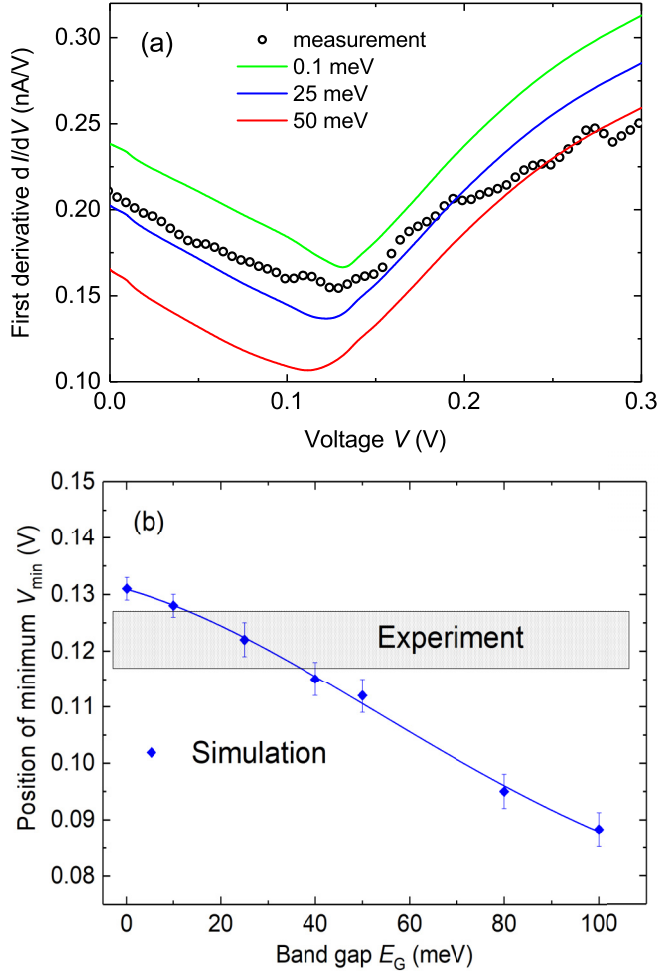 First derivative dI/dV (nA/V)
0.30
0.25
0.20
0.15
0.10
(a)
measurement
0.1 meV
25 meV
50 meV
0.0
0.1
0.2
0.3
Voltage V (V)
Position of minimum Vmin (V)
0.15
0.14
0.13
0.12
0.11
0.10
0.09
0.08
(b)
Experiment
Simulation
0
20
40
60
80
100
Band gap EG (meV)